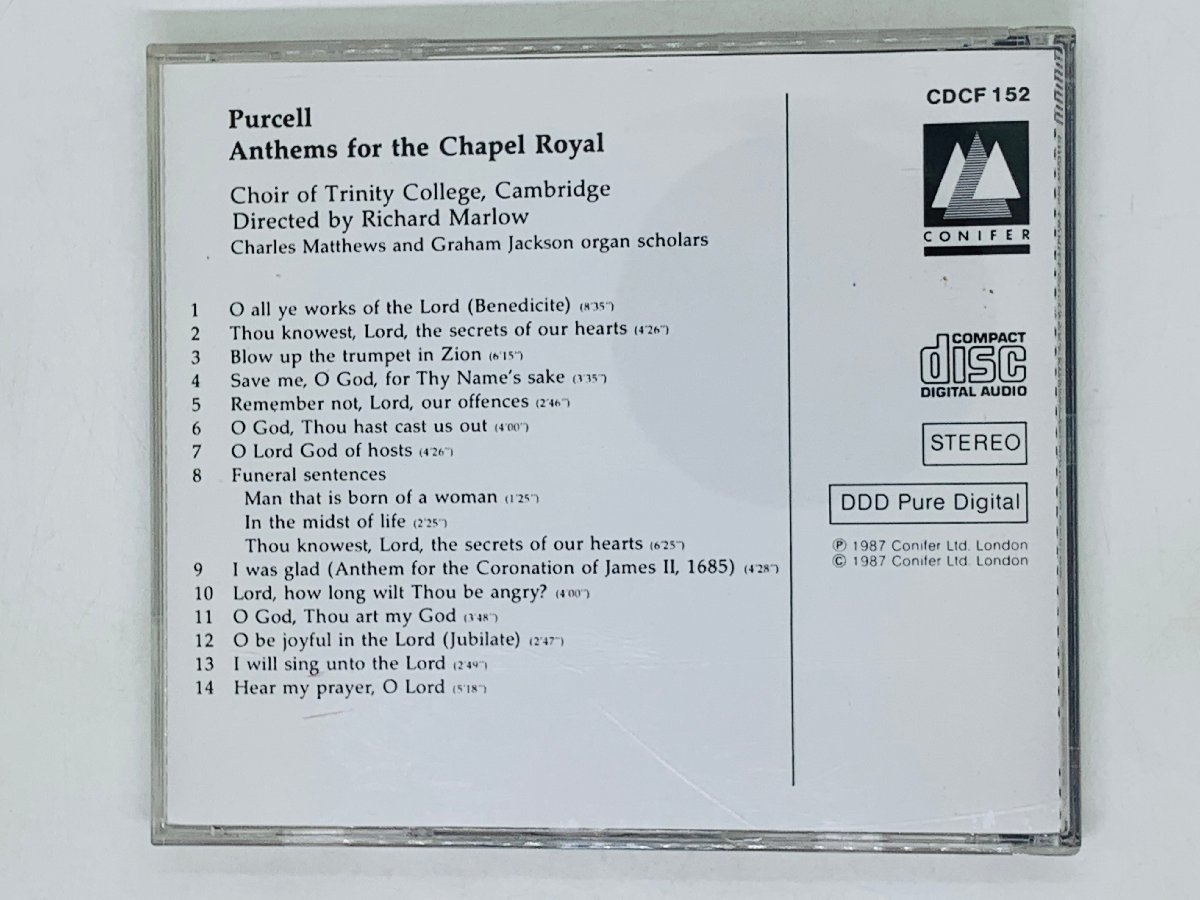 Purcell
Anthems for the Chapel Royal
Choir of Trinity College, Cambridge
Directed by Richard Marlow
Charles Matthews and Graham Jackson organ scholars
1 O all ye works of the Lord (Benedicite) (8'35")
2 Thou knowest, Lord, the secrets of our hearts (4'26")
3 Blow up the trumpet in Zion (6'15")
4 Save me, O God, for Thy Name's sake (3'35")
5 Remember not, Lord, our offences (2'46")
6 O God, Thou hast cast us out (4'00")
7 O Lord God of hosts (4'26")
8 Funeral sentences
Man that is born of a woman (1'25")
In the midst of life (2'25")
Thou knowest, Lord, the secrets of our hearts (6'25")
9 I was glad (Anthem for the Coronation of James II, 1685) (4'28")
10 Lord, how long wilt Thou be angry? (4'00")
11 O God, Thou art my God (3'48")
12 O be joyful in the Lord (Jubilate) (2'47")
13 I will sing unto the Lord (2'49")
14 Hear my prayer, O Lord (5'18")
CDCF 152
CONIFER
COMPACT
disc
DIGITAL AUDIO
STEREO
DDD Pure Digital
℗ 1987 Conifer Ltd. London
© 1987 Conifer Ltd. London